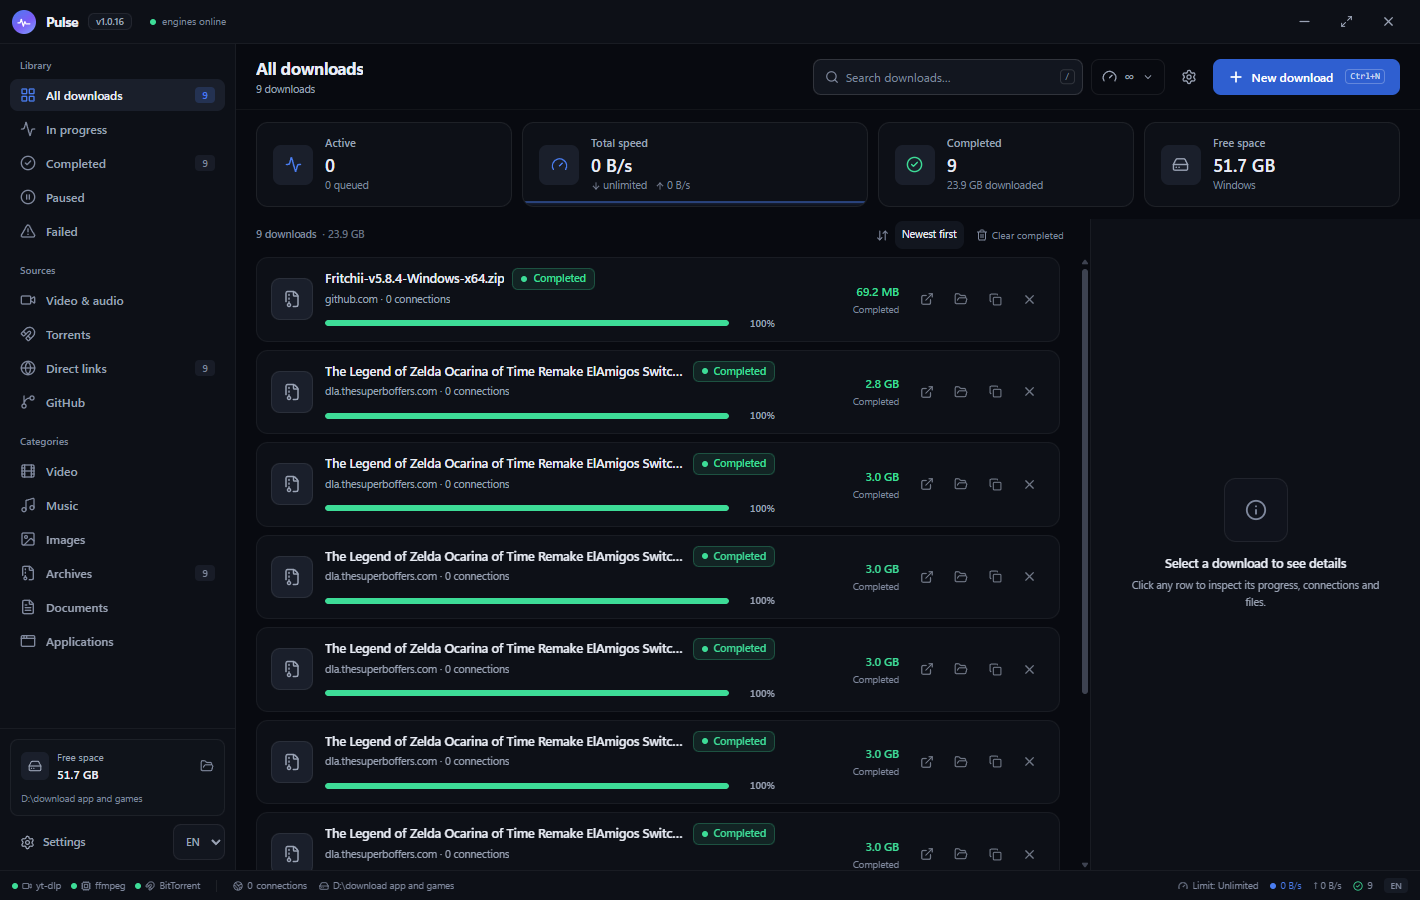 Pulse v1.0.16 engines online
Library
All downloads 9
In progress
Completed 9
Paused
Failed
Sources
Video & audio
Torrents
Direct links 9
GitHub
Categories
Video
Music
Images
Archives 9
Documents
Applications
Free space
51.7 GB
D:\download app and games
Settings EN
All downloads
9 downloads
Search downloads... /
∞
New download Ctrl+N
Active
0
0 queued
Total speed
0 B/s
↓ unlimited ↑ 0 B/s
Completed
9
23.9 GB downloaded
Free space
51.7 GB
Windows
9 downloads · 23.9 GB
Newest first
Clear completed
Fritchii-v5.8.4-Windows-x64.zip Completed
github.com · 0 connections
100%
69.2 MB
Completed
The Legend of Zelda Ocarina of Time Remake ElAmigos Switc... Completed
dla.thesuperboffers.com · 0 connections
100%
2.8 GB
Completed
The Legend of Zelda Ocarina of Time Remake ElAmigos Switc... Completed
dla.thesuperboffers.com · 0 connections
100%
3.0 GB
Completed
The Legend of Zelda Ocarina of Time Remake ElAmigos Switc... Completed
dla.thesuperboffers.com · 0 connections
100%
3.0 GB
Completed
The Legend of Zelda Ocarina of Time Remake ElAmigos Switc... Completed
dla.thesuperboffers.com · 0 connections
100%
3.0 GB
Completed
The Legend of Zelda Ocarina of Time Remake ElAmigos Switc... Completed
dla.thesuperboffers.com · 0 connections
100%
3.0 GB
Completed
The Legend of Zelda Ocarina of Time Remake ElAmigos Switc... Completed
dla.thesuperboffers.com · 0 connections
3.0 GB
Completed
Select a download to see details
Click any row to inspect its progress, connections and
files.
yt-dlp ffmpeg BitTorrent 0 connections D:\download app and games
Limit: Unlimited 0 B/s ↑ 0 B/s 9 EN